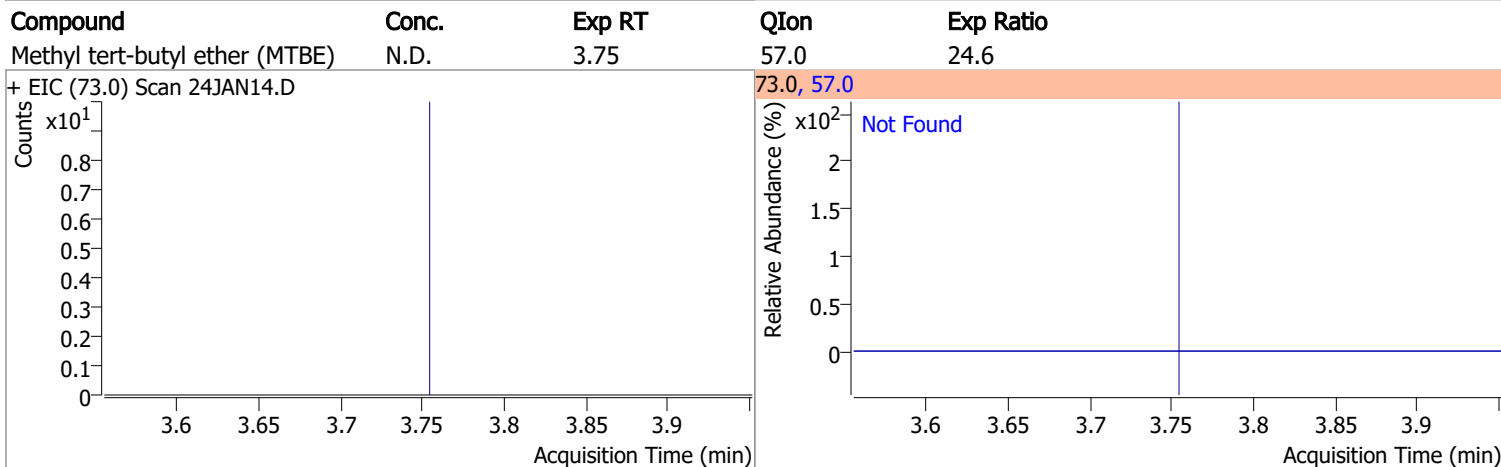 Compound Conc. Exp RT QIon Exp Ratio
Methyl tert-butyl ether (MTBE) N.D. 3.75 57.0 24.6
+ EIC (73.0) Scan 24JAN14.D
Counts
x10¹
0.8
0.7
0.6
0.5
0.4
0.3
0.2
0.1
0
3.6 3.65 3.7 3.75 3.8 3.85 3.9
Acquisition Time (min)
73.0, 57.0
Relative Abundance (%)
x10²
Not Found
2
1.5
1
0.5
0
3.6 3.65 3.7 3.75 3.8 3.85 3.9
Acquisition Time (min)